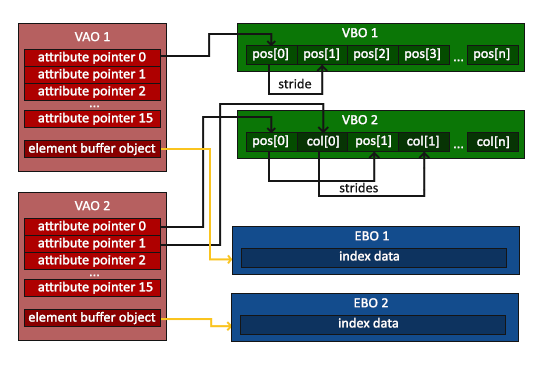 VAO 1
attribute pointer 0
attribute pointer 1
attribute pointer 2
...
attribute pointer 15
element buffer object
VBO 1
pos[0] pos[1] pos[2] pos[3] ... pos[n]
stride
VBO 2
pos[0] col[0] pos[1] col[1] ... col[n]
strides
VAO 2
attribute pointer 0
attribute pointer 1
attribute pointer 2
...
attribute pointer 15
element buffer object
EBO 1
index data
EBO 2
index data